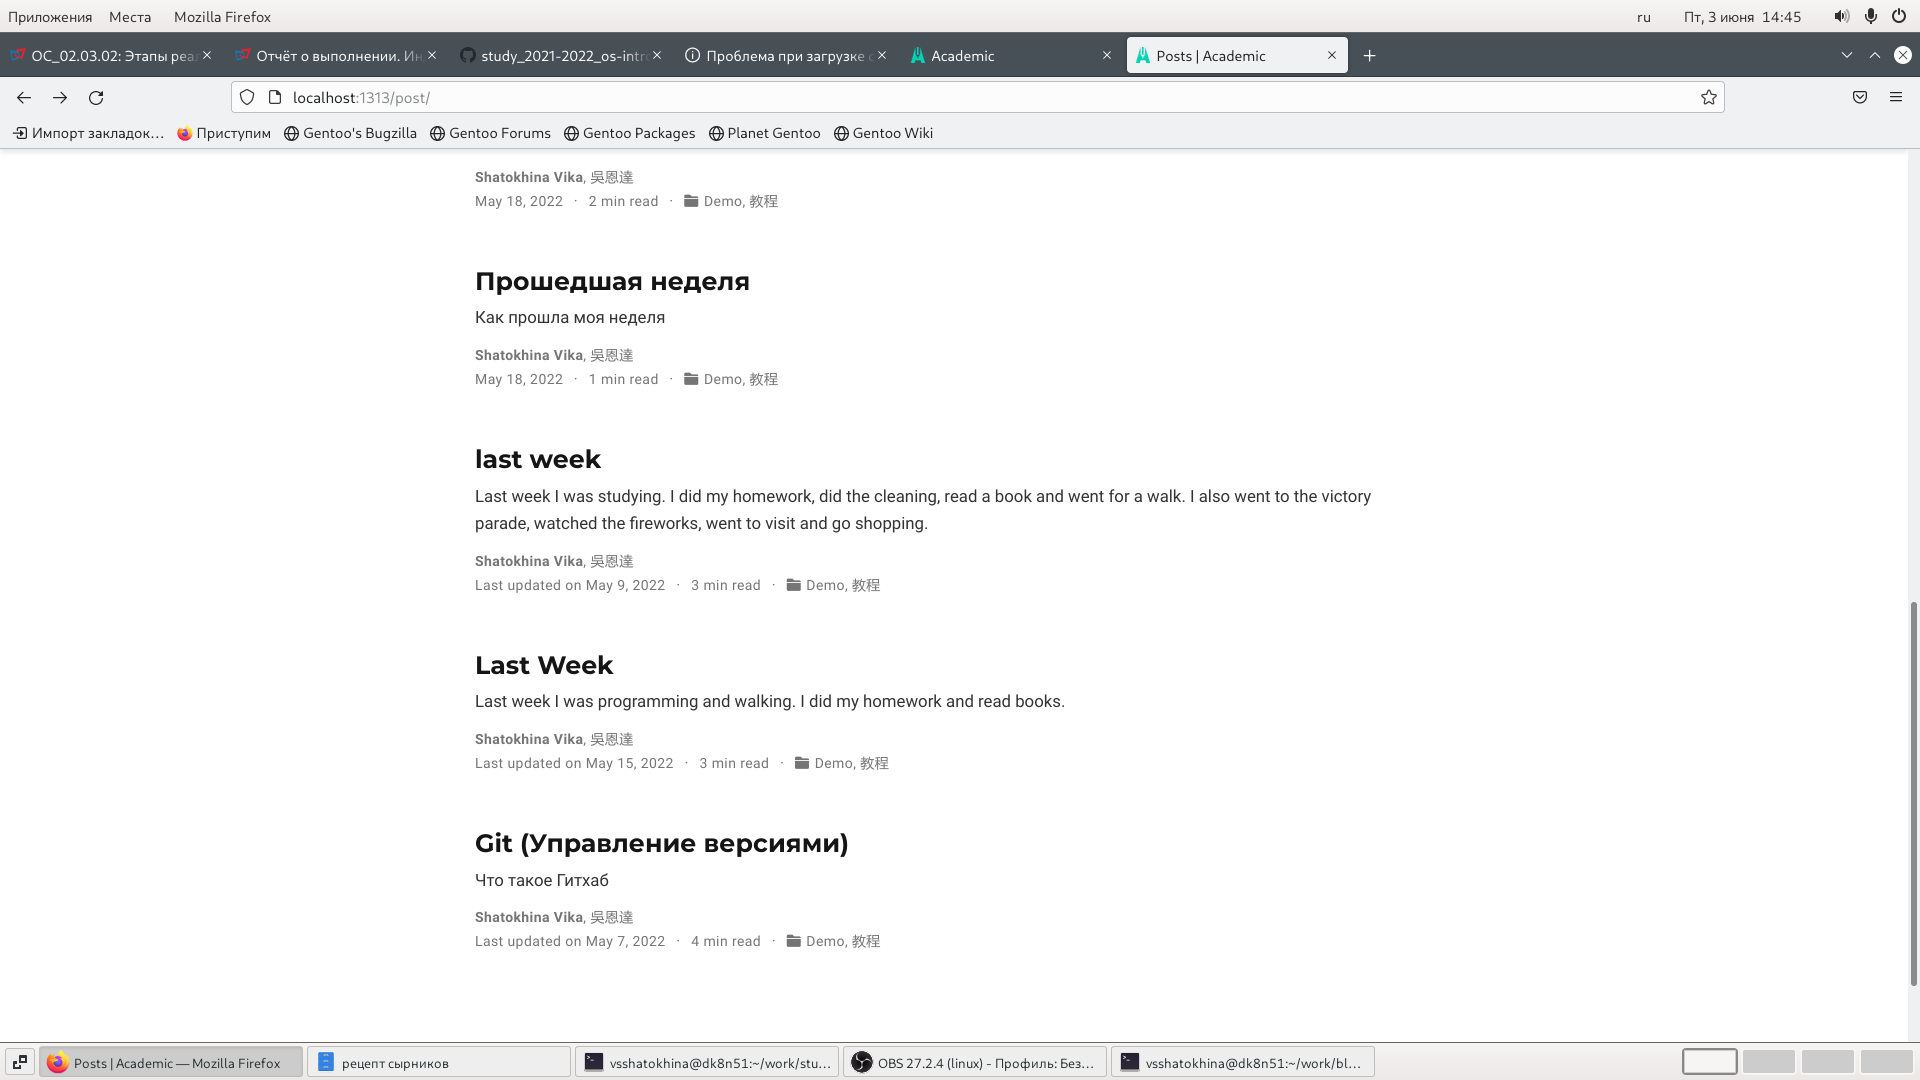 Приложения Места Mozilla Firefox ru Пт, 3 июня 14:45
ОС_02.03.02: Этапы реа Отчёт о выполнении. Ин study_2021-2022_os-intr Проблема при загрузке с Academic Posts | Academic
localhost:1313/post/
Импорт закладок... Приступим Gentoo's Bugzilla Gentoo Forums Gentoo Packages Planet Gentoo Gentoo Wiki
Shatokhina Vika, 吳恩達
May 18, 2022 · 2 min read · Demo, 教程
Прошедшая неделя
Как прошла моя неделя
Shatokhina Vika, 吳恩達
May 18, 2022 · 1 min read · Demo, 教程
last week
Last week I was studying. I did my homework, did the cleaning, read a book and went for a walk. I also went to the victory
parade, watched the fireworks, went to visit and go shopping.
Shatokhina Vika, 吳恩達
Last updated on May 9, 2022 · 3 min read · Demo, 教程
Last Week
Last week I was programming and walking. I did my homework and read books.
Shatokhina Vika, 吳恩達
Last updated on May 15, 2022 · 3 min read · Demo, 教程
Git (Управление версиями)
Что такое Гитхаб
Shatokhina Vika, 吳恩達
Last updated on May 7, 2022 · 4 min read · Demo, 教程
Posts | Academic — Mozilla Firefox рецепт сырников vsshatokhina@dk8n51:~/work/stu... OBS 27.2.4 (linux) - Профиль: Без... vsshatokhina@dk8n51:~/work/bl...